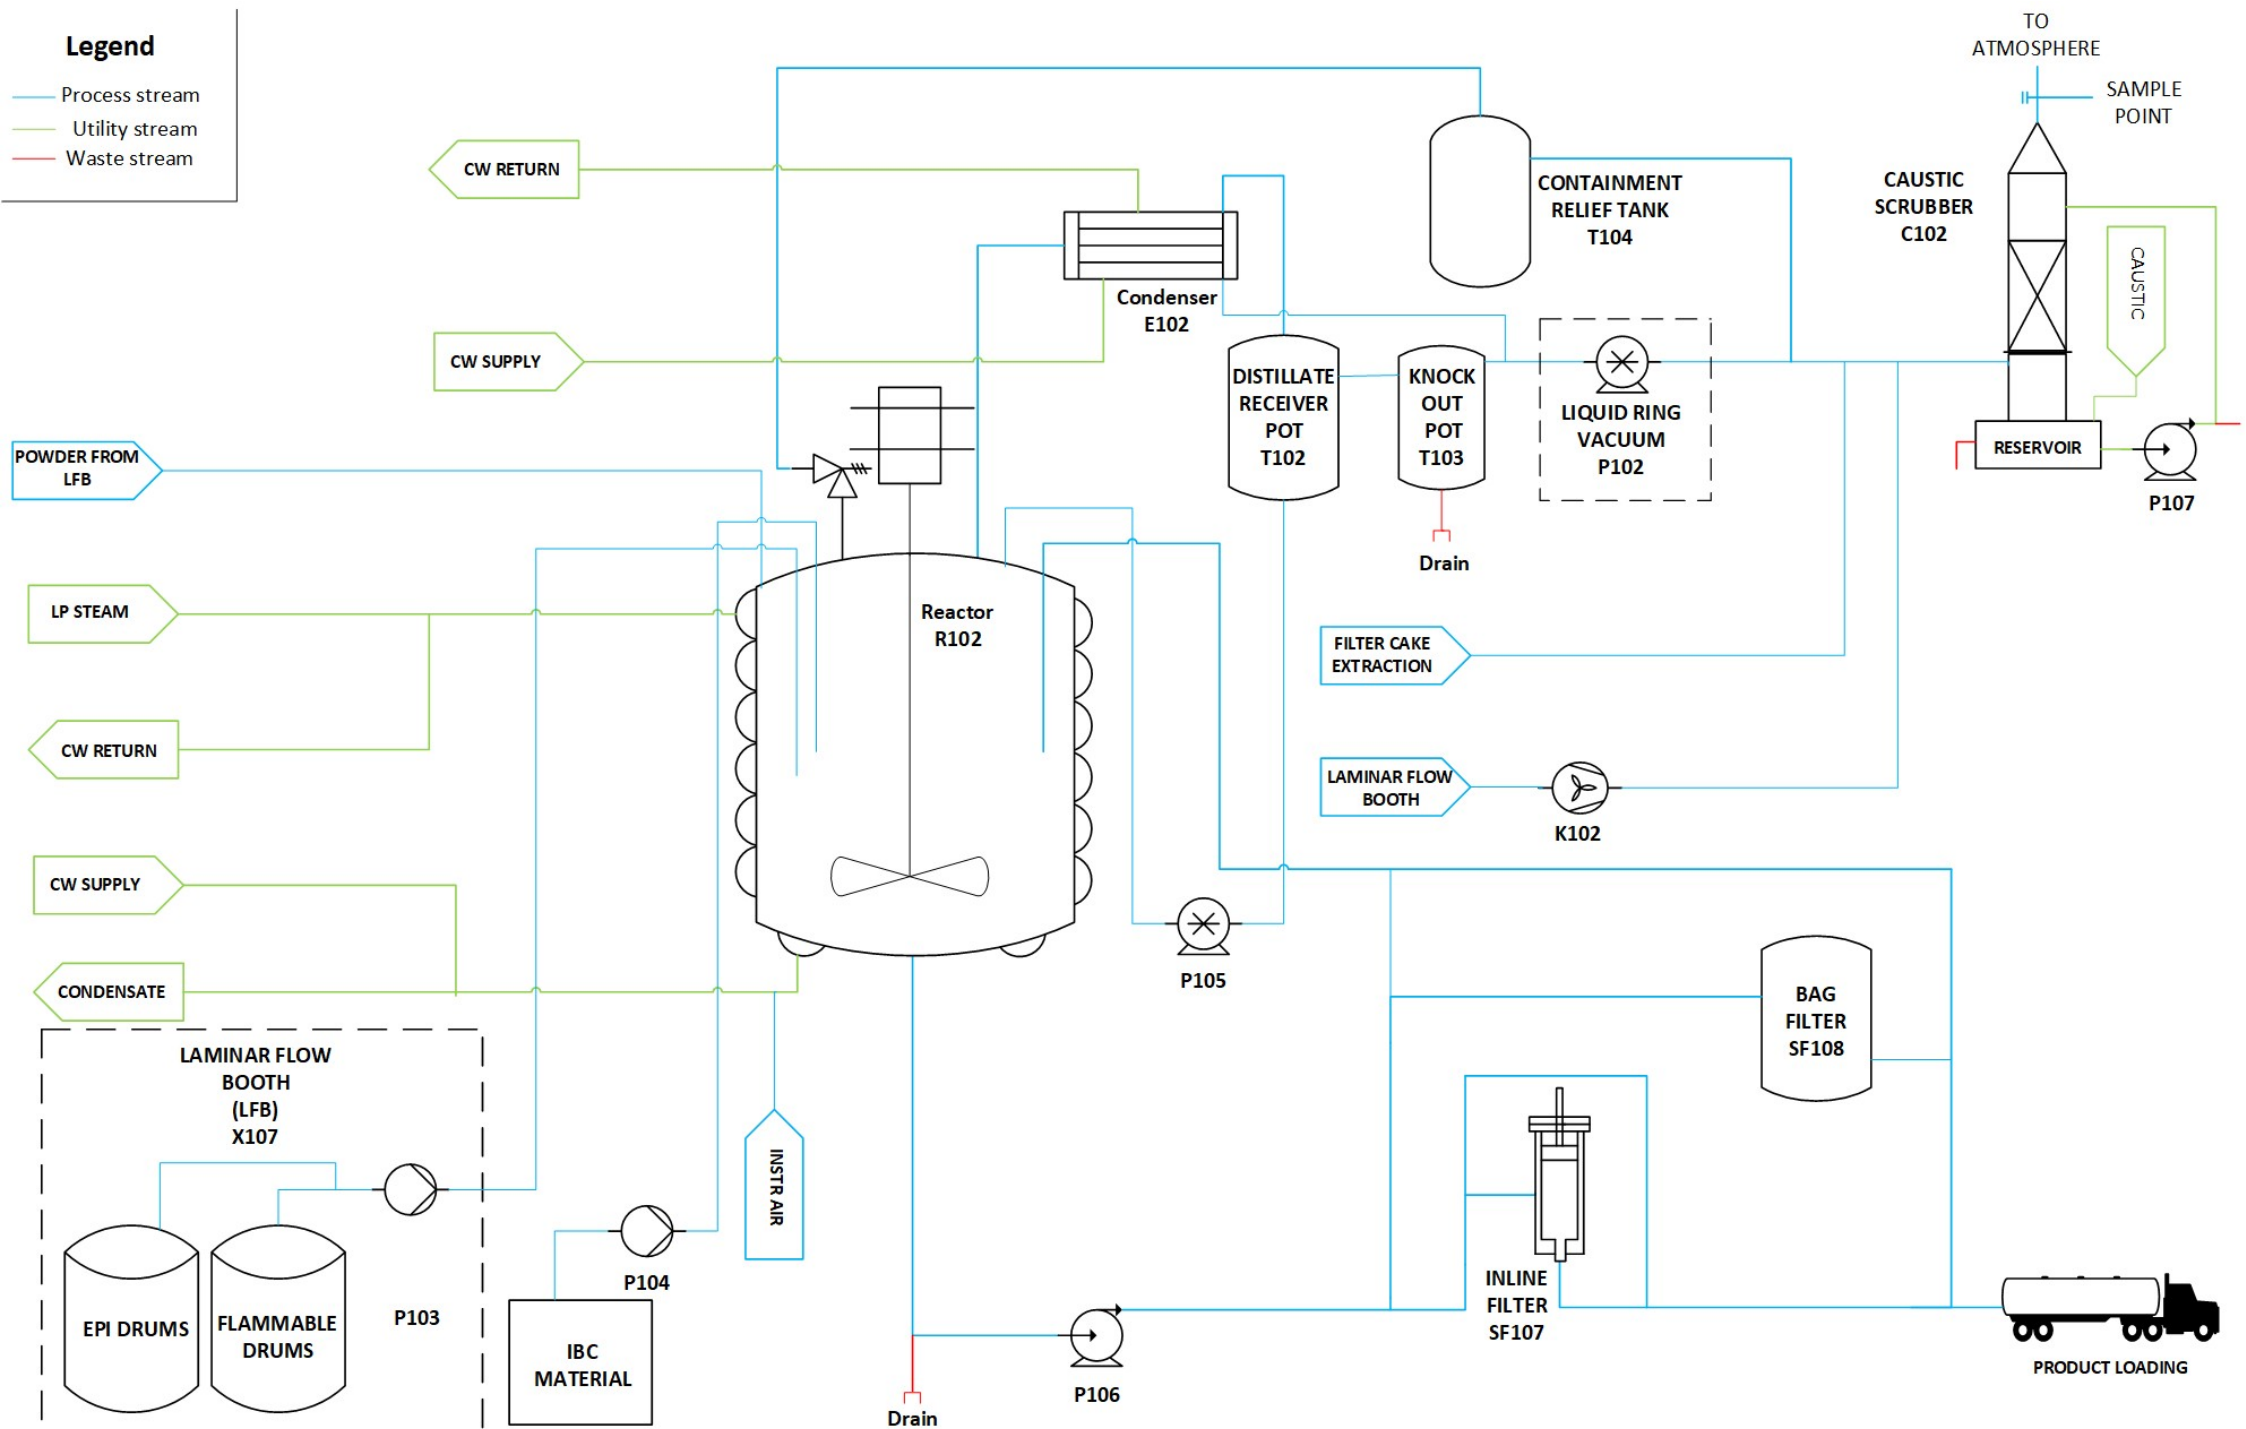 Legend
Process stream
Utility stream
Waste stream
TO
ATMOSPHERE
SAMPLE
POINT
CW RETURN
CONTAINMENT
RELIEF TANK
T104
CAUSTIC
SCRUBBER
C102
CAUSTIC
Condenser
E102
CW SUPPLY
DISTILLATE
RECEIVER
POT
T102
KNOCK
OUT
POT
T103
LIQUID RING
VACUUM
P102
RESERVOIR
P107
POWDER FROM
LFB
Drain
LP STEAM
Reactor
R102
FILTER CAKE
EXTRACTION
CW RETURN
LAMINAR FLOW
BOOTH
K102
CW SUPPLY
P105
CONDENSATE
BAG
FILTER
SF108
LAMINAR FLOW
BOOTH
(LFB)
X107
INSTR AIR
P104
P103
EPI DRUMS
FLAMMABLE
DRUMS
IBC
MATERIAL
INLINE
FILTER
SF107
P106
PRODUCT LOADING
Drain